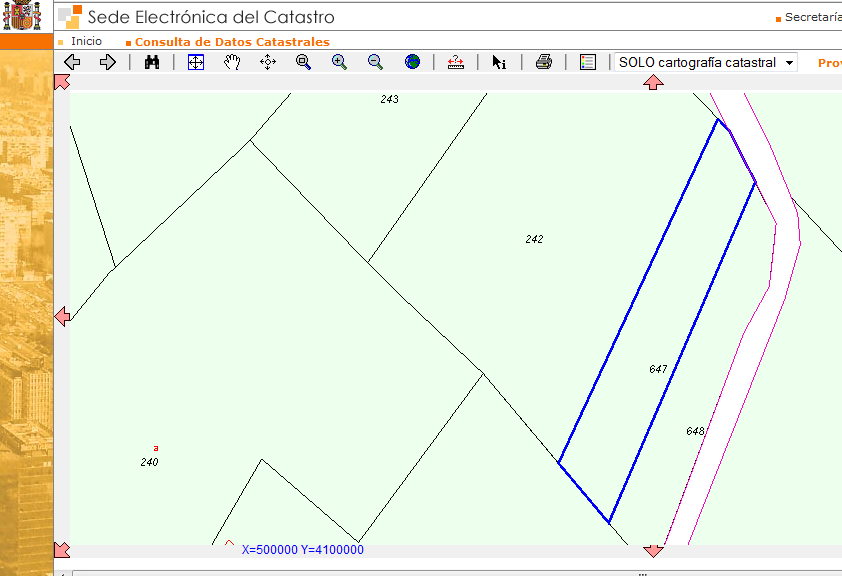 Sede Electrónica del Catastro
Secretaría
Inicio
Consulta de Datos Catastrales
SOLO cartografía catastral
243
242
647
648
a
240
X=500000 Y=4100000